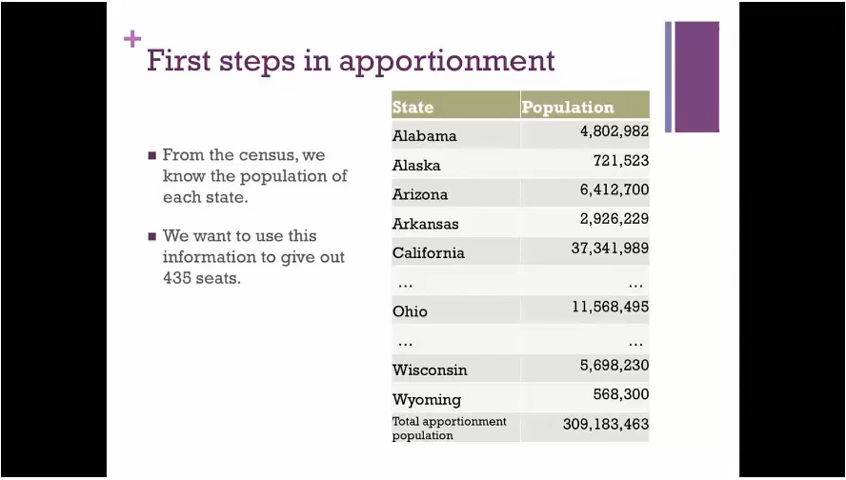 First steps in apportionment
■ From the census, we
know the population of
each state.
■ We want to use this
information to give out
435 seats.
State Population
Alabama 4,802,982
Alaska 721,523
Arizona 6,412,700
Arkansas 2,926,229
California 37,341,989
... ...
Ohio 11,568,495
... ...
Wisconsin 5,698,230
Wyoming 568,300
Total apportionment
population 309,183,463